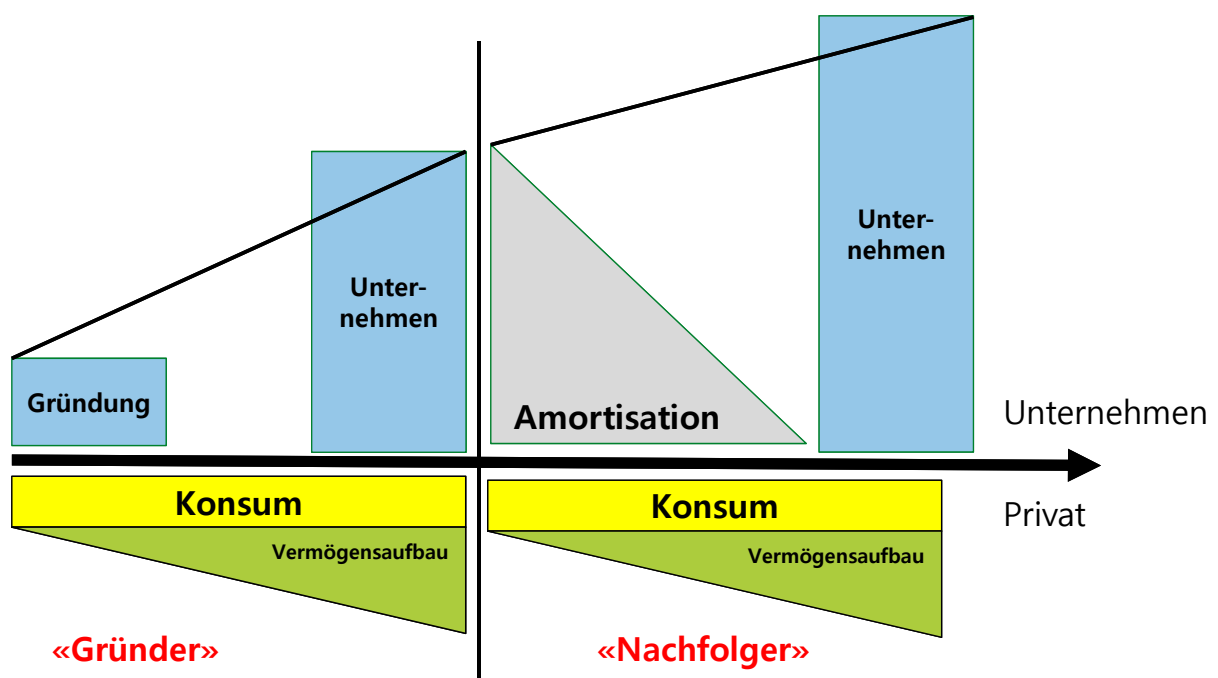 Unter-
nehmen
Gründung
Unter-
nehmen
Amortisation
Unternehmen
Konsum
Vermögensaufbau
Konsum
Vermögensaufbau
Privat
«Gründer»
«Nachfolger»